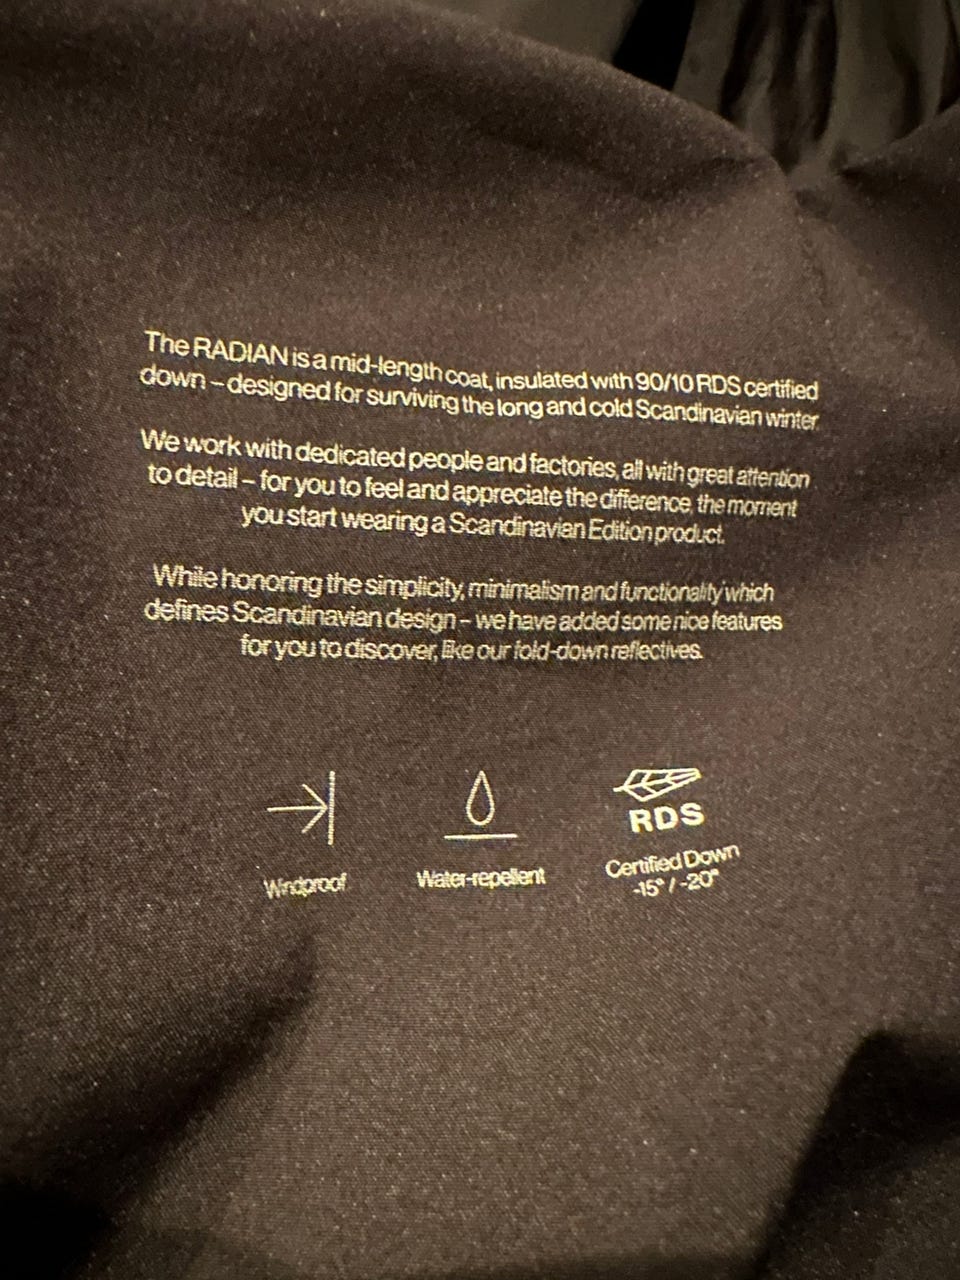 The RADIAN is a mid-length coat, insulated with 90/10 RDS certified
down – designed for surviving the long and cold Scandinavian winter.
We work with dedicated people and factories, all with great attention
to detail – for you to feel and appreciate the difference, the moment
you start wearing a Scandinavian Edition product.
While honoring the simplicity, minimalism and functionality which
defines Scandinavian design – we have added some nice features
for you to discover, like our fold-down reflectives.
RDS
Windproof
Water-repellent
Certified Down
-15° / -20°